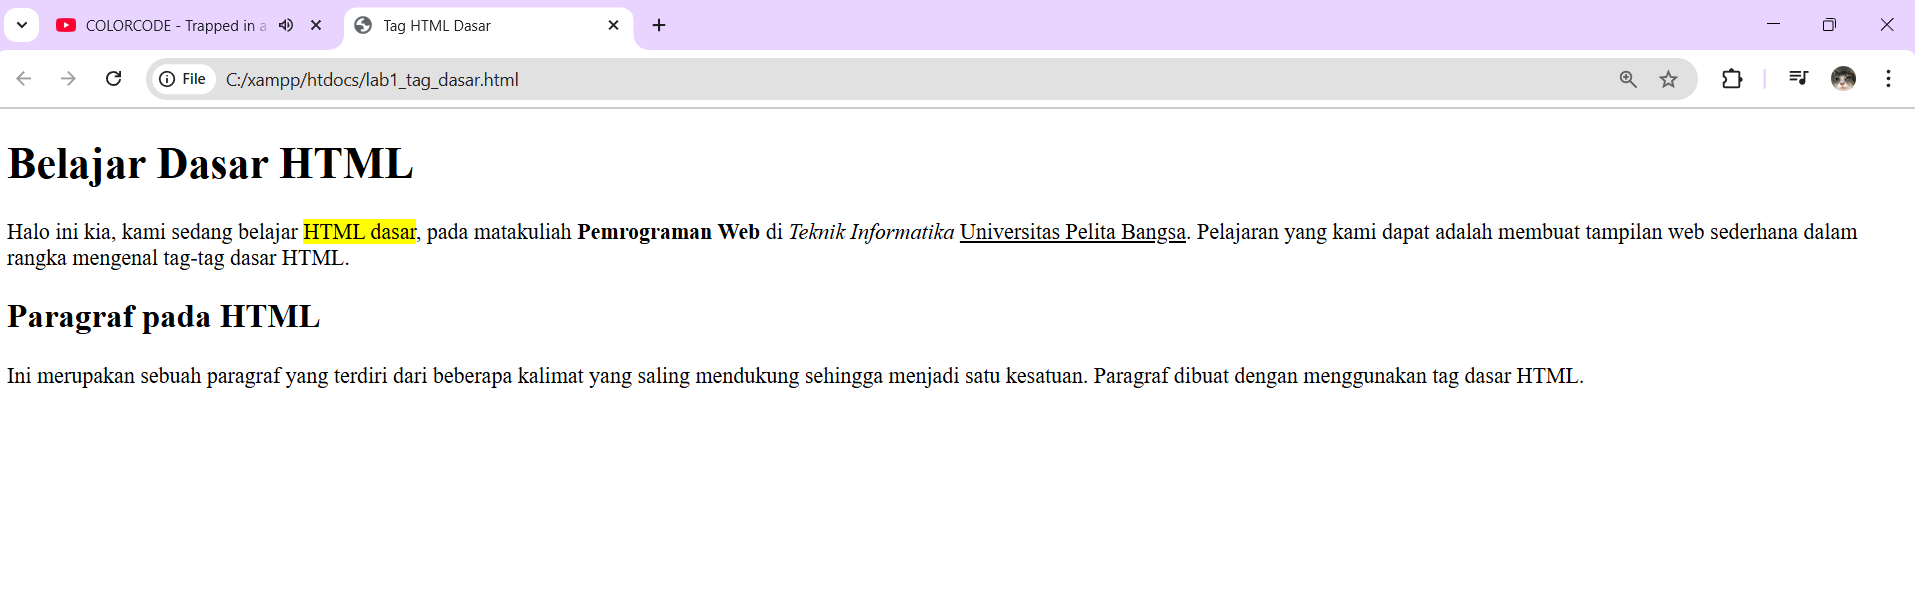 COLORCODE - Trapped in a
Tag HTML Dasar
File
C:/xampp/htdocs/lab1_tag_dasar.html
Belajar Dasar HTML
Halo ini kia, kami sedang belajar HTML dasar, pada matakuliah Pemrograman Web di Teknik Informatika Universitas Pelita Bangsa. Pelajaran yang kami dapat adalah membuat tampilan web sederhana dalam
rangka mengenal tag-tag dasar HTML.
Paragraf pada HTML
Ini merupakan sebuah paragraf yang terdiri dari beberapa kalimat yang saling mendukung sehingga menjadi satu kesatuan. Paragraf dibuat dengan menggunakan tag dasar HTML.